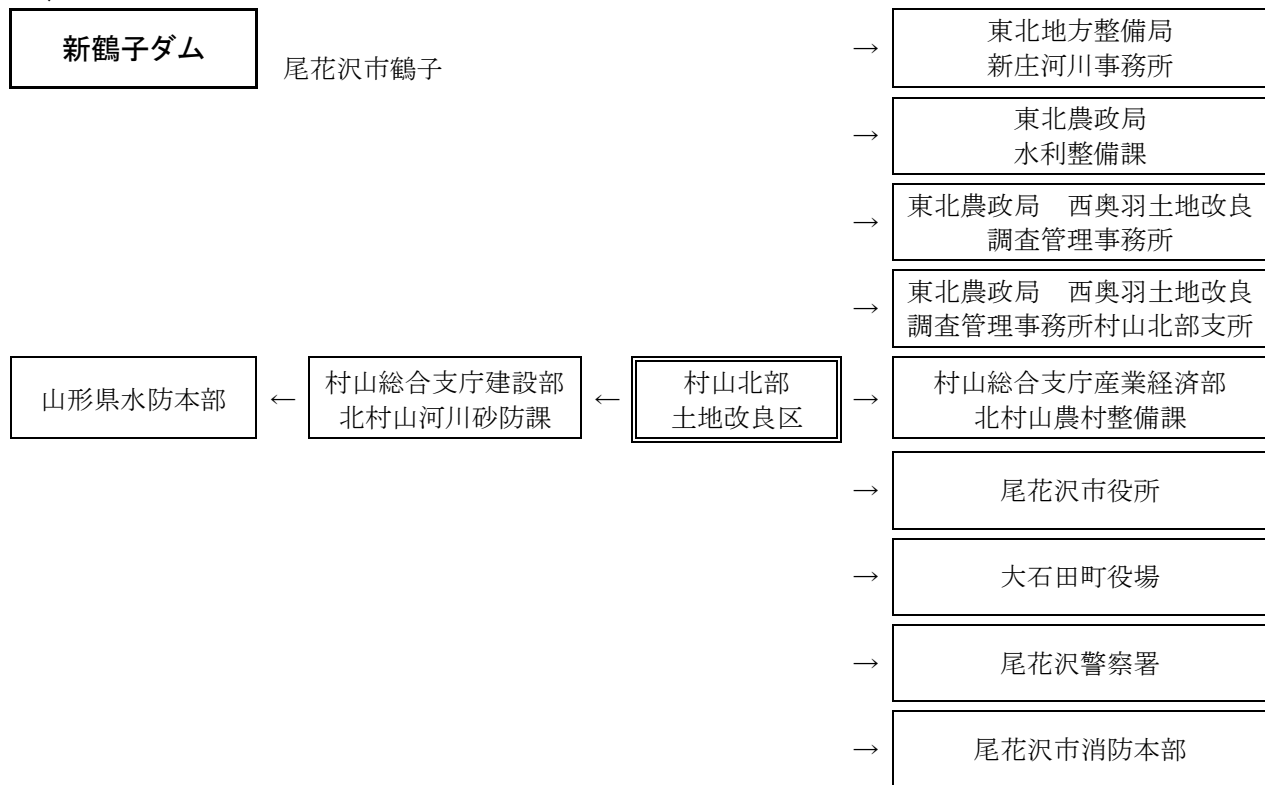 新鶴子ダム
尾花沢市鶴子
→
東北地方整備局
新庄河川事務所
→
東北農政局
水利整備課
→
東北農政局　西奥羽土地改良
調査管理事務所
→
東北農政局　西奥羽土地改良
調査管理事務所村山北部支所
山形県水防本部
←
村山総合支庁建設部
北村山河川砂防課
←
村山北部
土地改良区
→
村山総合支庁産業経済部
北村山農村整備課
→
尾花沢市役所
→
大石田町役場
→
尾花沢警察署
→
尾花沢市消防本部